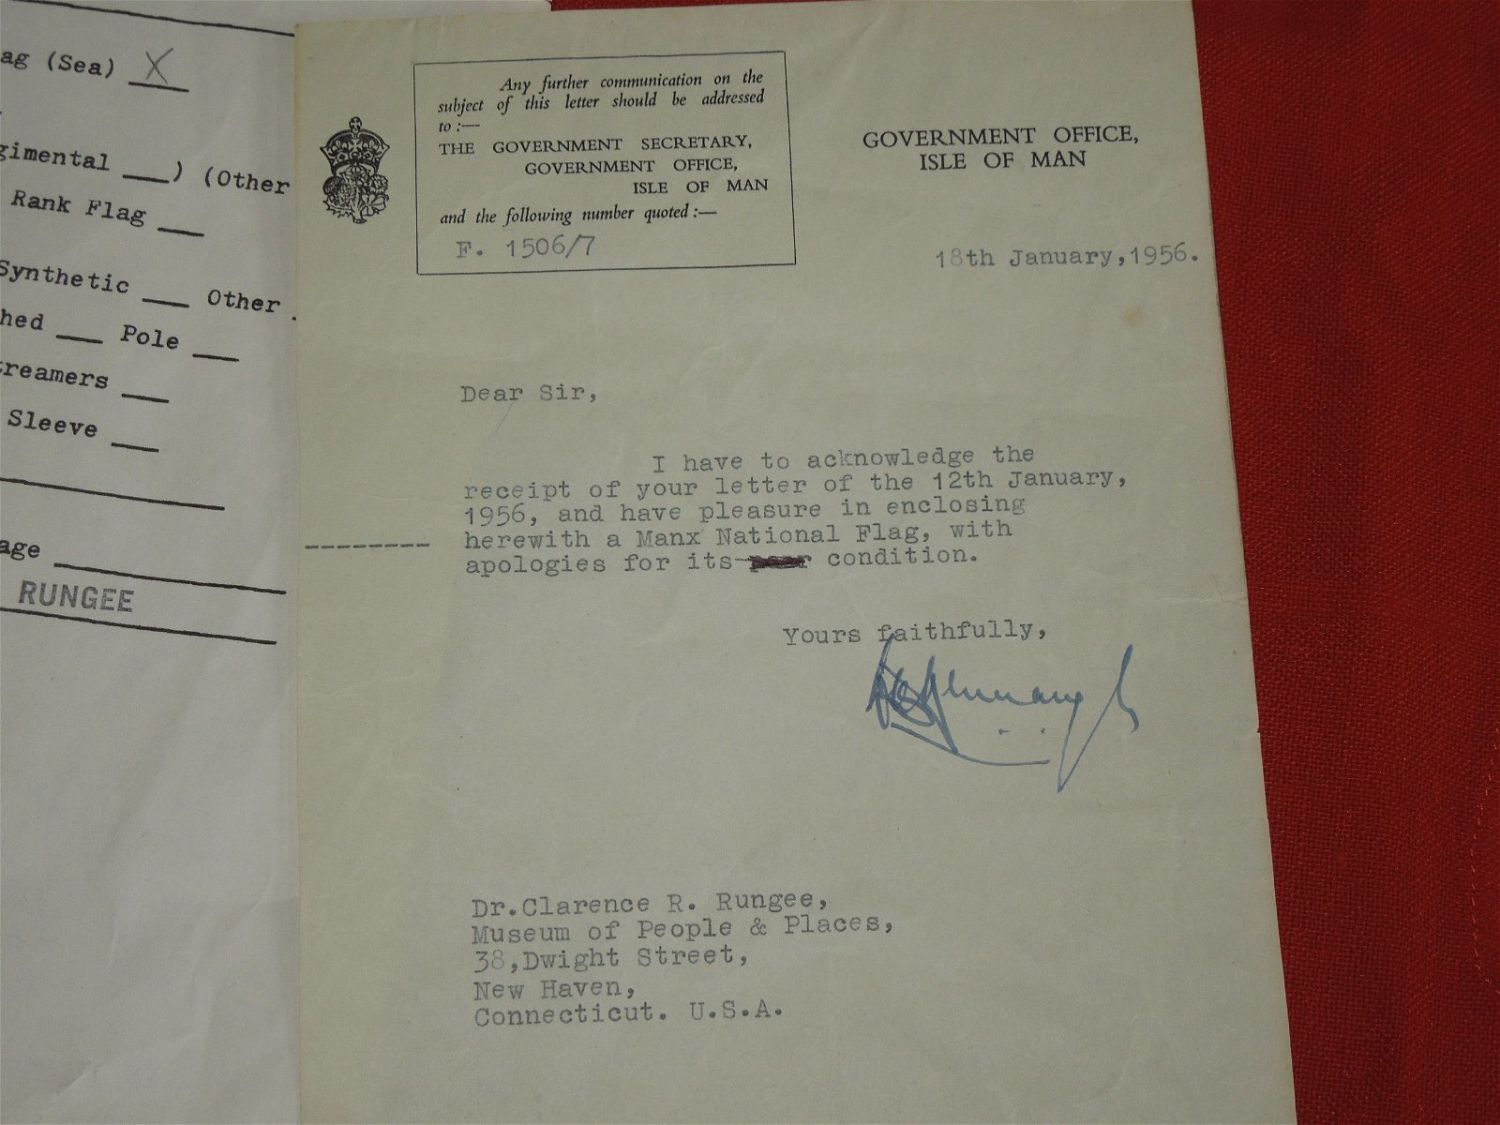 ag (Sea) X
gimental ___) (Other
Rank Flag ___
Synthetic ___ Other
hed ___ Pole ___
reamers ___
Sleeve ___
age
RUNGEE
Any further communication on the
subject of this letter should be addressed
to :—
THE GOVERNMENT SECRETARY,
GOVERNMENT OFFICE,
ISLE OF MAN
and the following number quoted :—
F. 1506/7
GOVERNMENT OFFICE,
ISLE OF MAN
18th January,1956.
Dear Sir,
I have to acknowledge the
receipt of your letter of the 12th January,
1956, and have pleasure in enclosing
herewith a Manx National Flag, with
apologies for its condition.
Yours faithfully,
Dr.Clarence R. Rungee,
Museum of People & Places,
38,Dwight Street,
New Haven,
Connecticut. U.S.A.